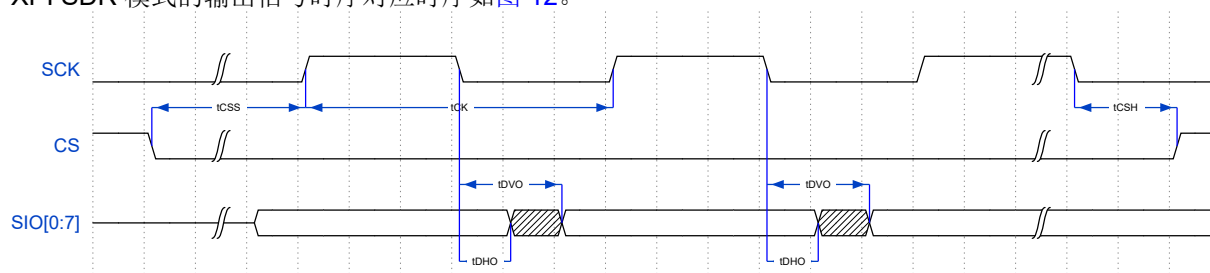 XPI SDR 模式的输出信号时序对应时序如图 12。
SCK
tCSS
tCK
tCSH
CS
tDVO
tDVO
SIO[0:7]
tDHO
tDHO